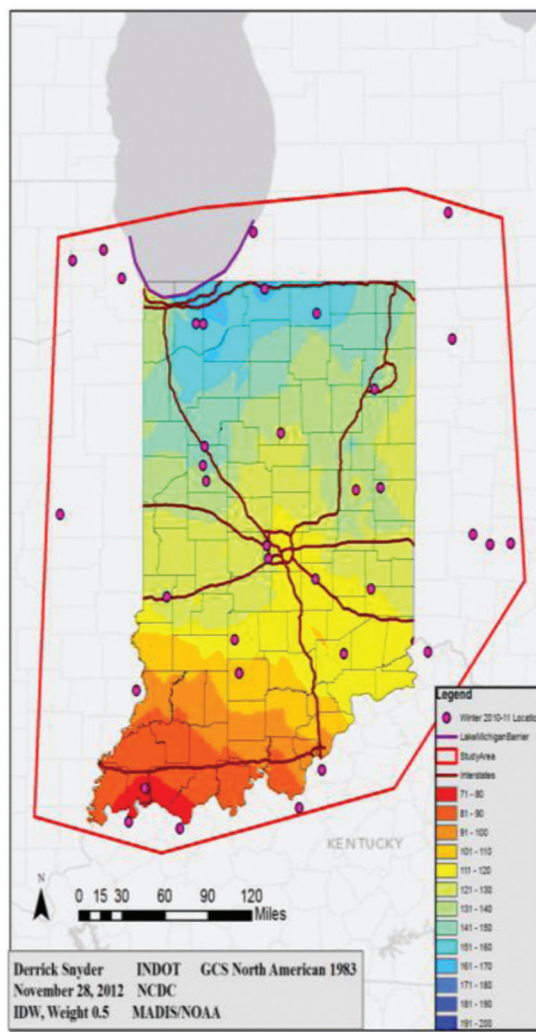 KENTUCKY
N
0 15 30 60 90 120
Miles
Legend
Winter 2010-11 Locatio
LakeMichiganBarrier
StudyArea
Interstates
71 - 80
81 - 90
91 - 100
101 - 110
111 - 120
121 - 130
131 - 140
141 - 150
151 - 160
161 - 170
171 - 180
181 - 190
191 - 200
Derrick Snyder INDOT GCS North American 1983
November 28, 2012 NCDC
IDW, Weight 0.5 MADIS/NOAA